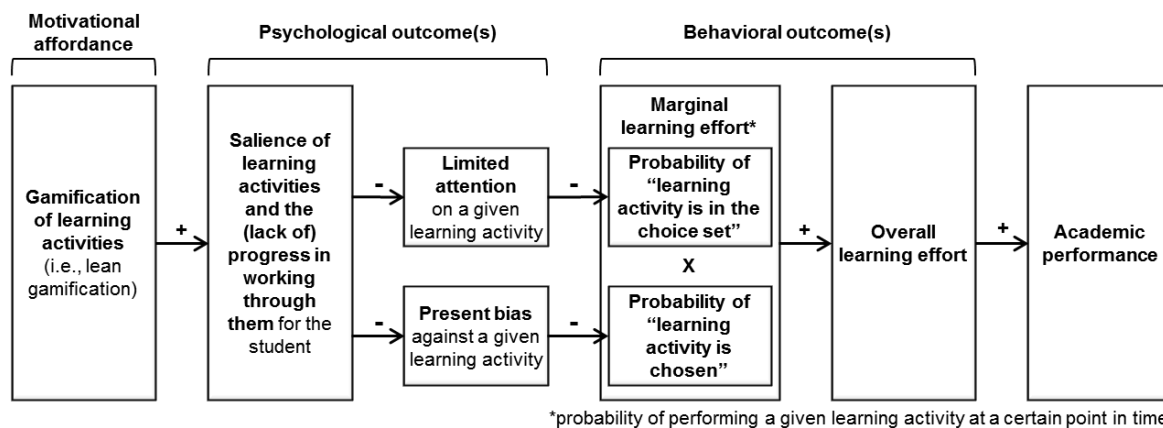 Motivational
affordance
Psychological outcome(s)
Behavioral outcome(s)
Gamification
of learning
activities
(i.e., lean
gamification)
+
Salience of
learning
activities
and the
(lack of)
progress in
working
through
them for the
student
-
-
Limited
attention
on a given
learning activity
Present bias
against a given
learning activity
-
-
Marginal
learning effort*
Probability of
“learning
activity is in the
choice set”
X
Probability of
“learning
activity is
chosen”
+
Overall
learning effort
+
Academic
performance
*probability of performing a given learning activity at a certain point in time